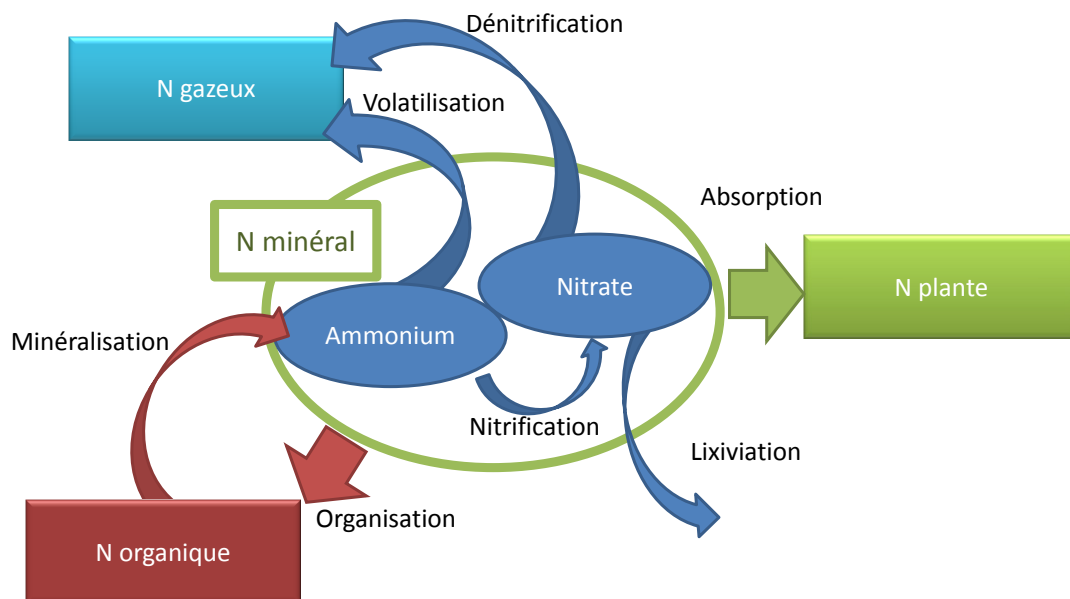 Dénitrification
N gazeux
Volatilisation
Absorption
N minéral
Nitrate
N plante
Ammonium
Minéralisation
Nitrification
Lixiviation
Organisation
N organique